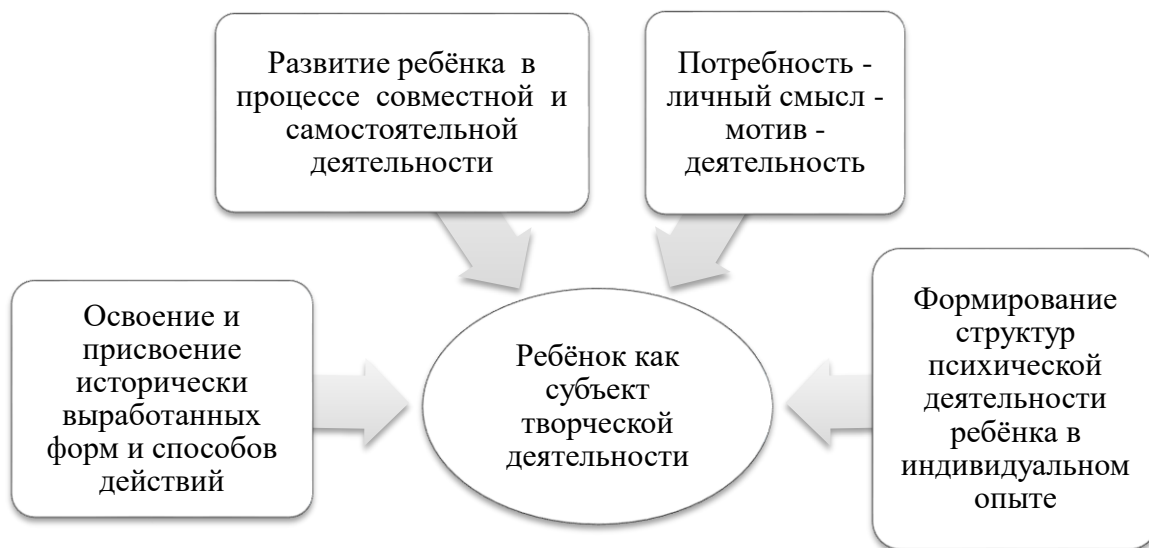 Развитие ребёнка в
процессе совместной и
самостоятельной
деятельности
Потребность -
личный смысл -
мотив -
деятельность
Освоение и
присвоение
исторически
выработанных
форм и способов
действий
Ребёнок как
субъект
творческой
деятельности
Формирование
структур
психической
деятельности
ребёнка в
индивидуальном
опыте